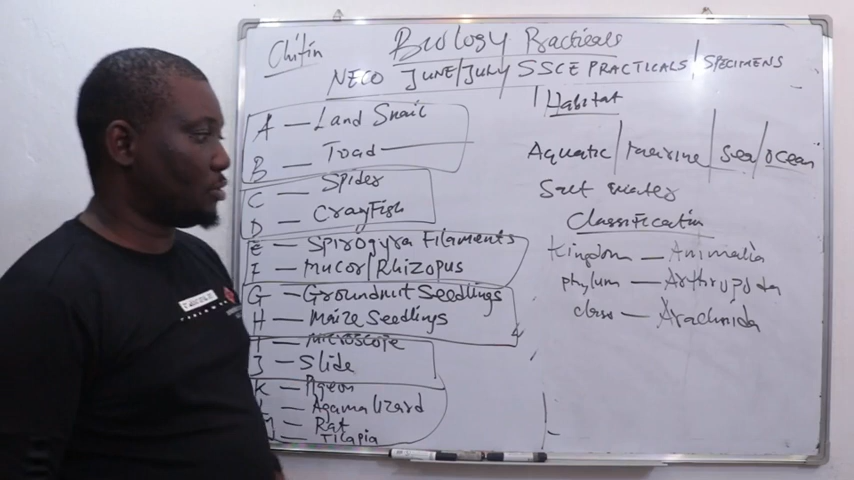 Chitin
Biology Practicals
NECO JUNE/JULY SSCE PRACTICALS/SPECIMENS
A — Land Snail
B — Toad
C — Spider
D — CrayFish
E — Spirogyra Filaments
F — Mucor/Rhizopus
G — Groundnut Seedlings
H — Maize Seedlings
I — Microscope
J — Slide
K — Pigeon
L — Agama lizard
M — Rat
N — Tilapia
Habitat
Aquatic/Marine/Sea/Ocean
Salt water
Classification
Kingdom — Animalia
phylum — Arthropoda
class — Arachnida